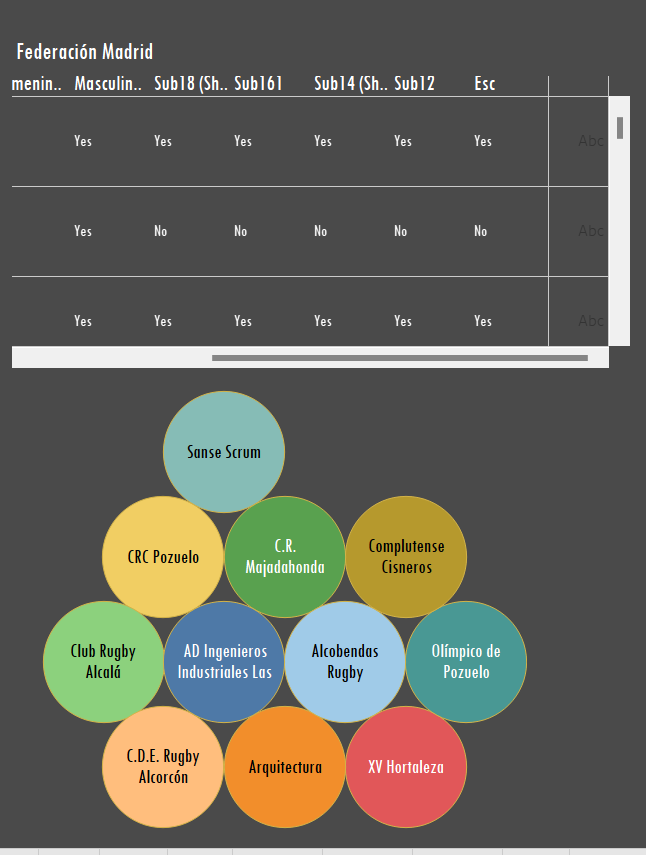 Federación Madrid
menin.. Masculin.. Sub18 (Sh.. Sub161 Sub14 (Sh.. Sub12 Esc
Yes Yes Yes Yes Yes Yes Abc
Yes No No No No No Abc
Yes Yes Yes Yes Yes Yes Abc
Sanse Scrum
CRC Pozuelo
C.R.
Majadahonda
Complutense
Cisneros
Club Rugby
Alcalá
AD Ingenieros
Industriales Las
Alcobendas
Rugby
Olímpico de
Pozuelo
C.D.E. Rugby
Alcorcón
Arquitectura
XV Hortaleza